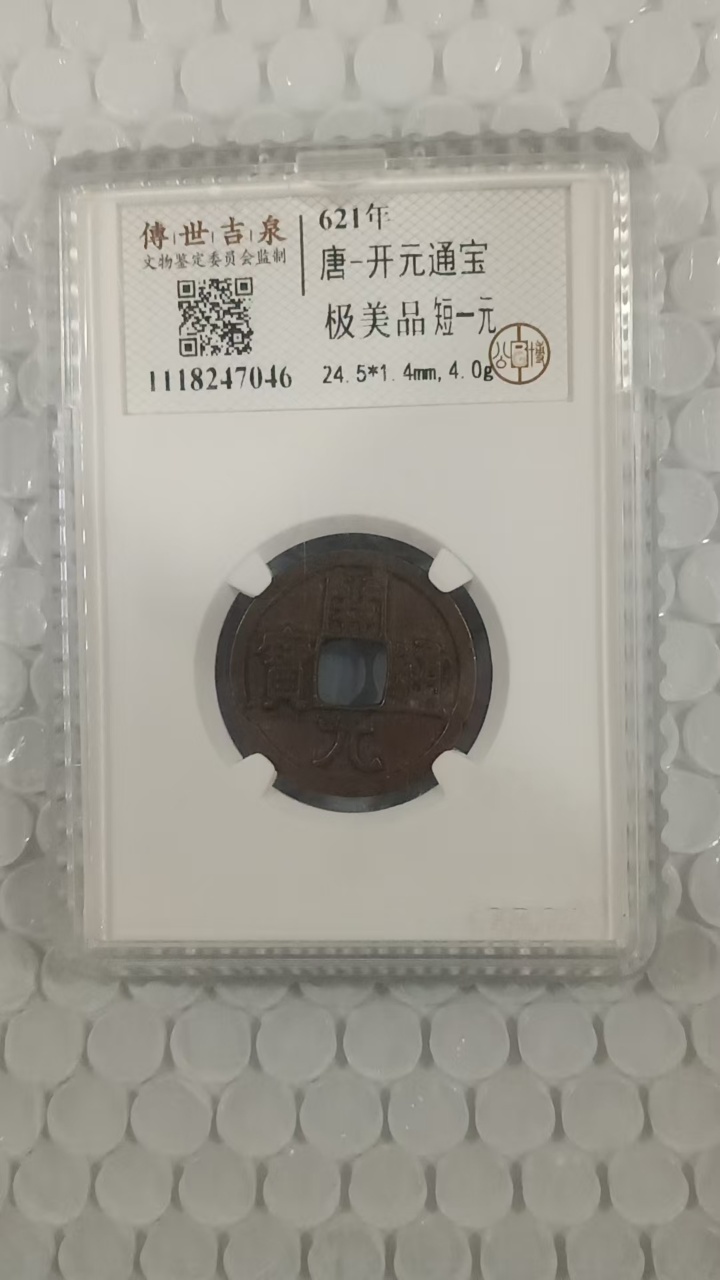 傳世吉泉
文物鉴定委员会监制
1118247046
621年
唐-开元通宝
极美品 短一元
24.5*1.4mm,4.0g
公博
開元通寶